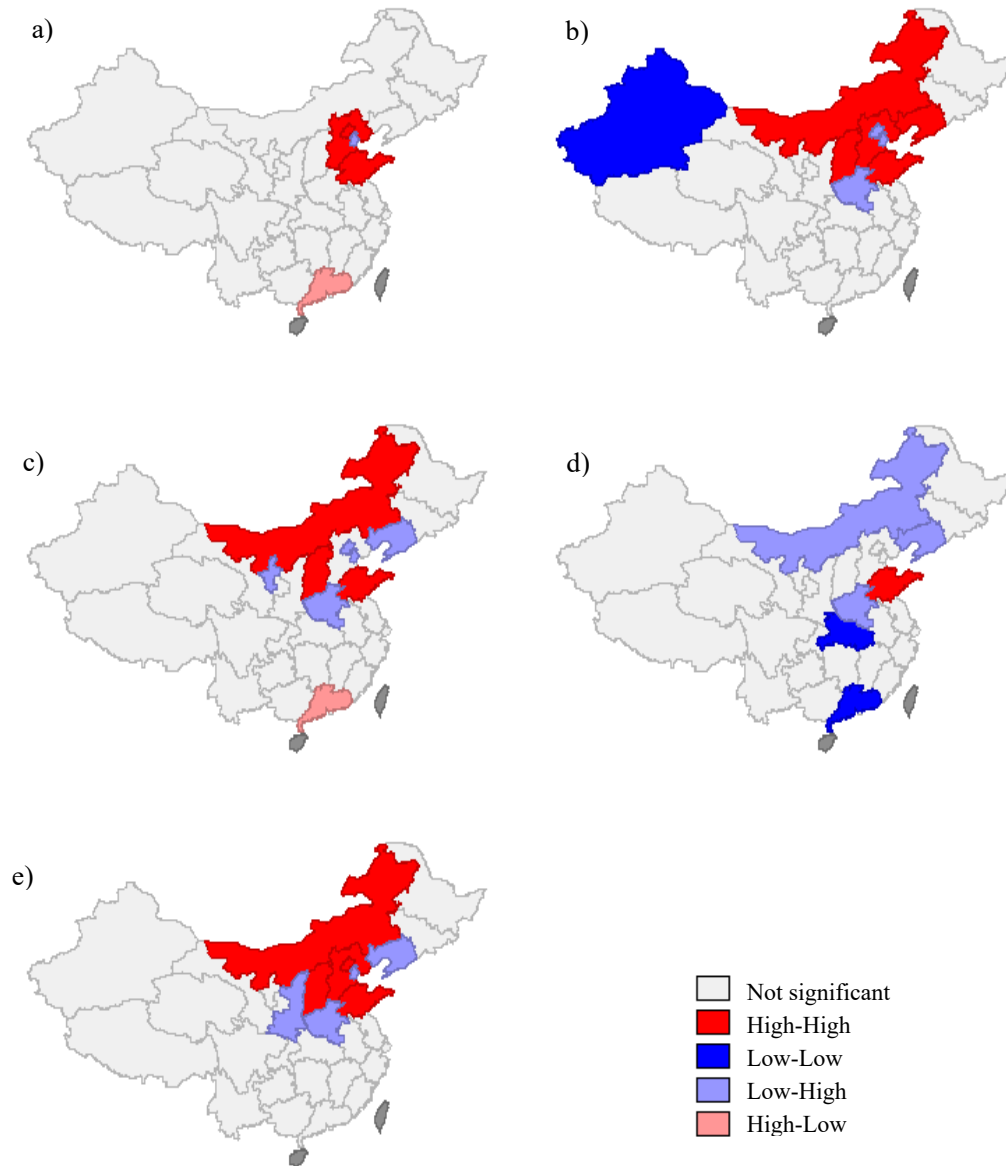 a)
b)
c)
d)
e)
Not significant
High-High
Low-Low
Low-High
High-Low